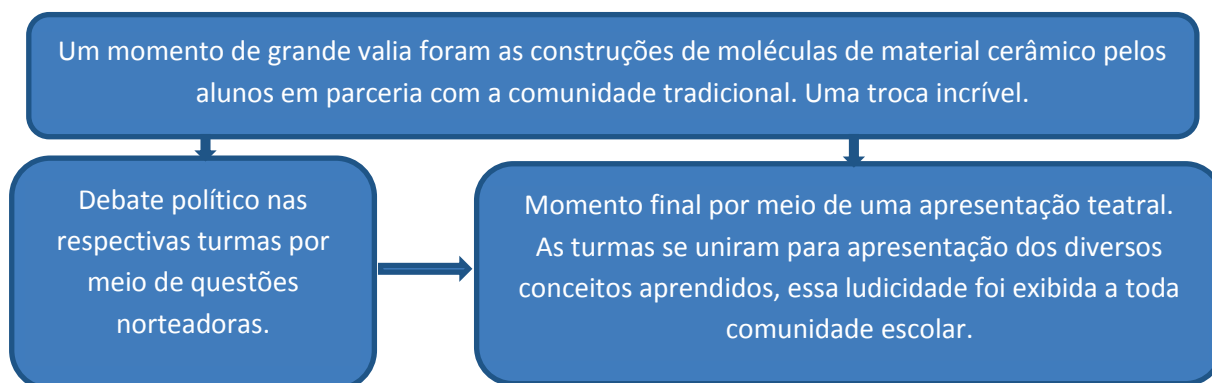 Um momento de grande valia foram as construções de moléculas de material cerâmico pelos
alunos em parceria com a comunidade tradicional. Uma troca incrível.
Debate político nas
respectivas turmas por
meio de questões
norteadoras.
Momento final por meio de uma apresentação teatral.
As turmas se uniram para apresentação dos diversos
conceitos aprendidos, essa ludicidade foi exibida a toda
comunidade escolar.